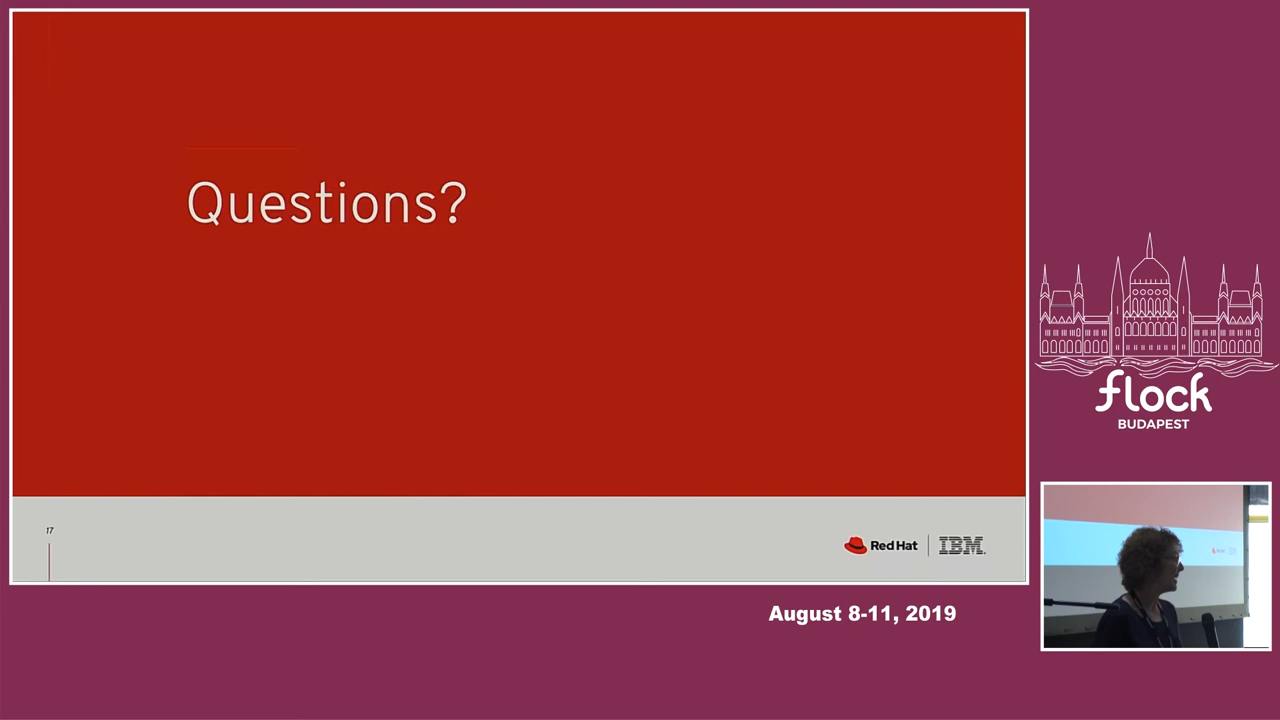 Questions?
17
Red Hat
IBM
flock
BUDAPEST
August 8-11, 2019